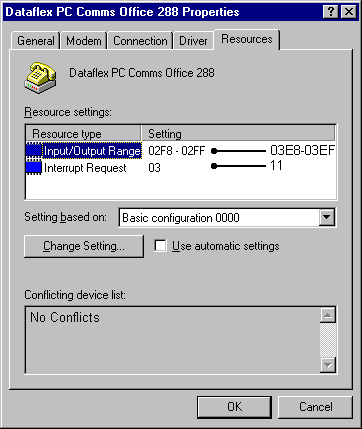 Dataflex PC Comms Office 288 Properties
General Modem Connection Driver Resources
Dataflex PC Comms Office 288
Resource settings:
Resource type Setting
Input/Output Range 02F8 - 02FF 03E8-03EF
Interrupt Request 03 11
Setting based on: Basic configuration 0000
Change Setting... Use automatic settings
Conflicting device list:
No Conflicts
OK Cancel